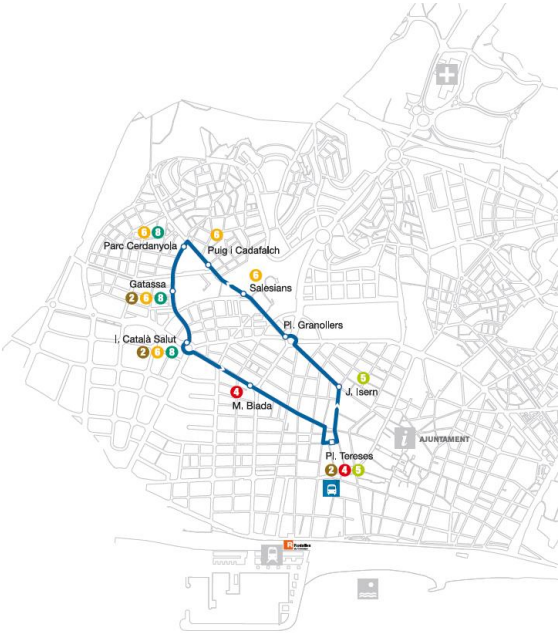 6 8
6
Parc Cerdanyola
Puig i Cadafalch
6
Salesians
Gatassa
2 6 8
Pl. Granollers
I. Català Salut
2 6 8
5
J. Isern
4
M. Biada
i AJUNTAMENT
Pl. Tereses
2 4 5
R